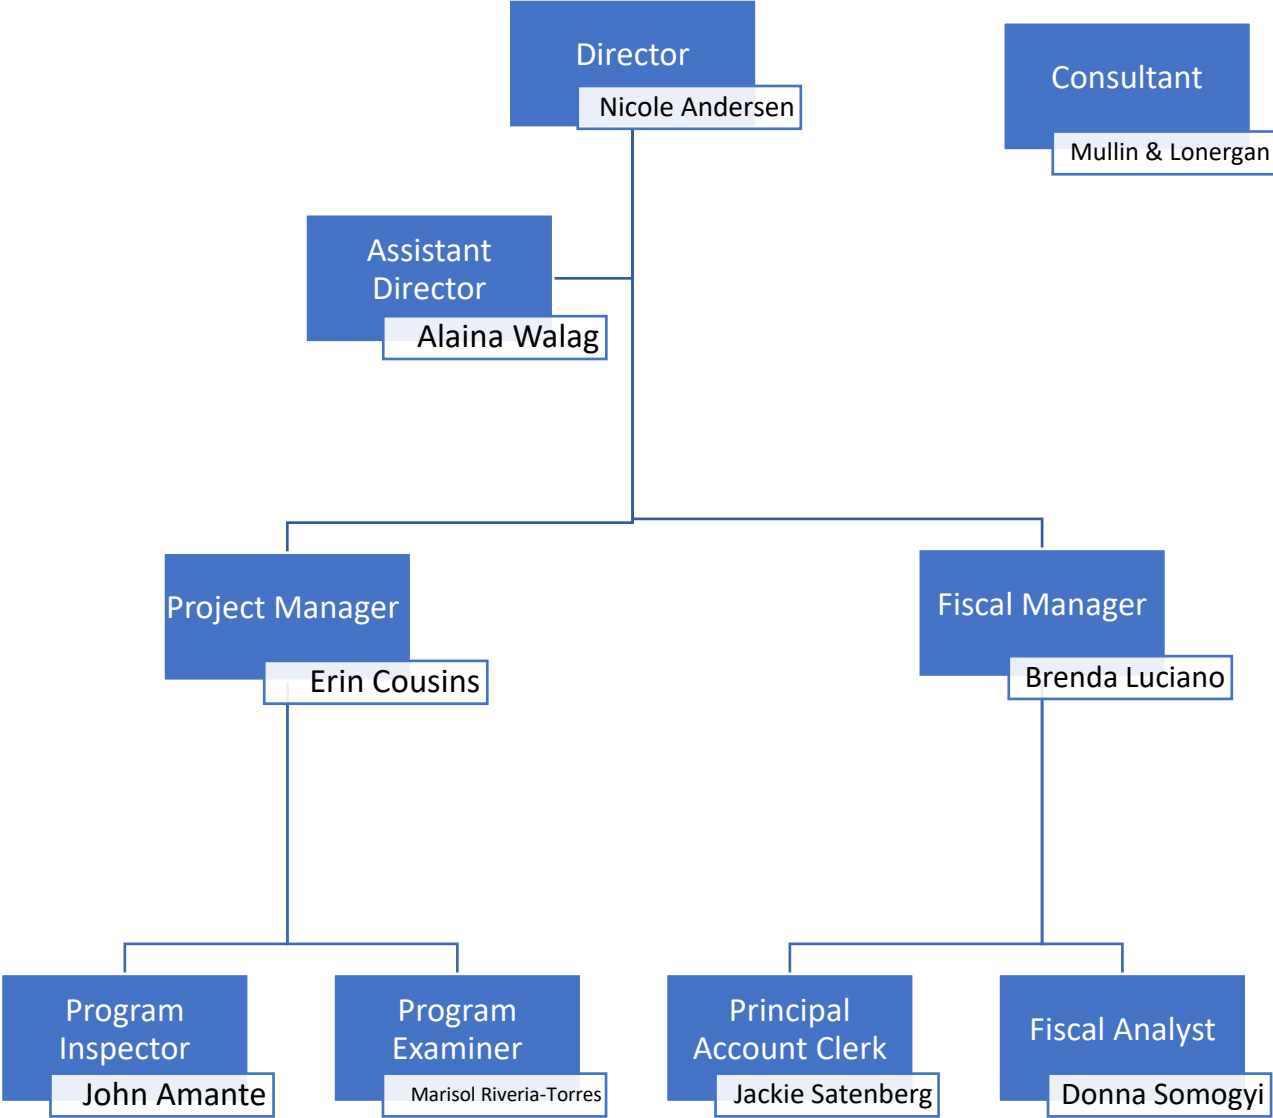 Director
Nicole Andersen
Consultant
Mullin & Lonergan
Assistant
Director
Alaina Walag
Project Manager
Erin Cousins
Fiscal Manager
Brenda Luciano
Program
Inspector
John Amante
Program
Examiner
Marisol Riveria-Torres
Principal
Account Clerk
Jackie Satenberg
Fiscal Analyst
Donna Somogyi